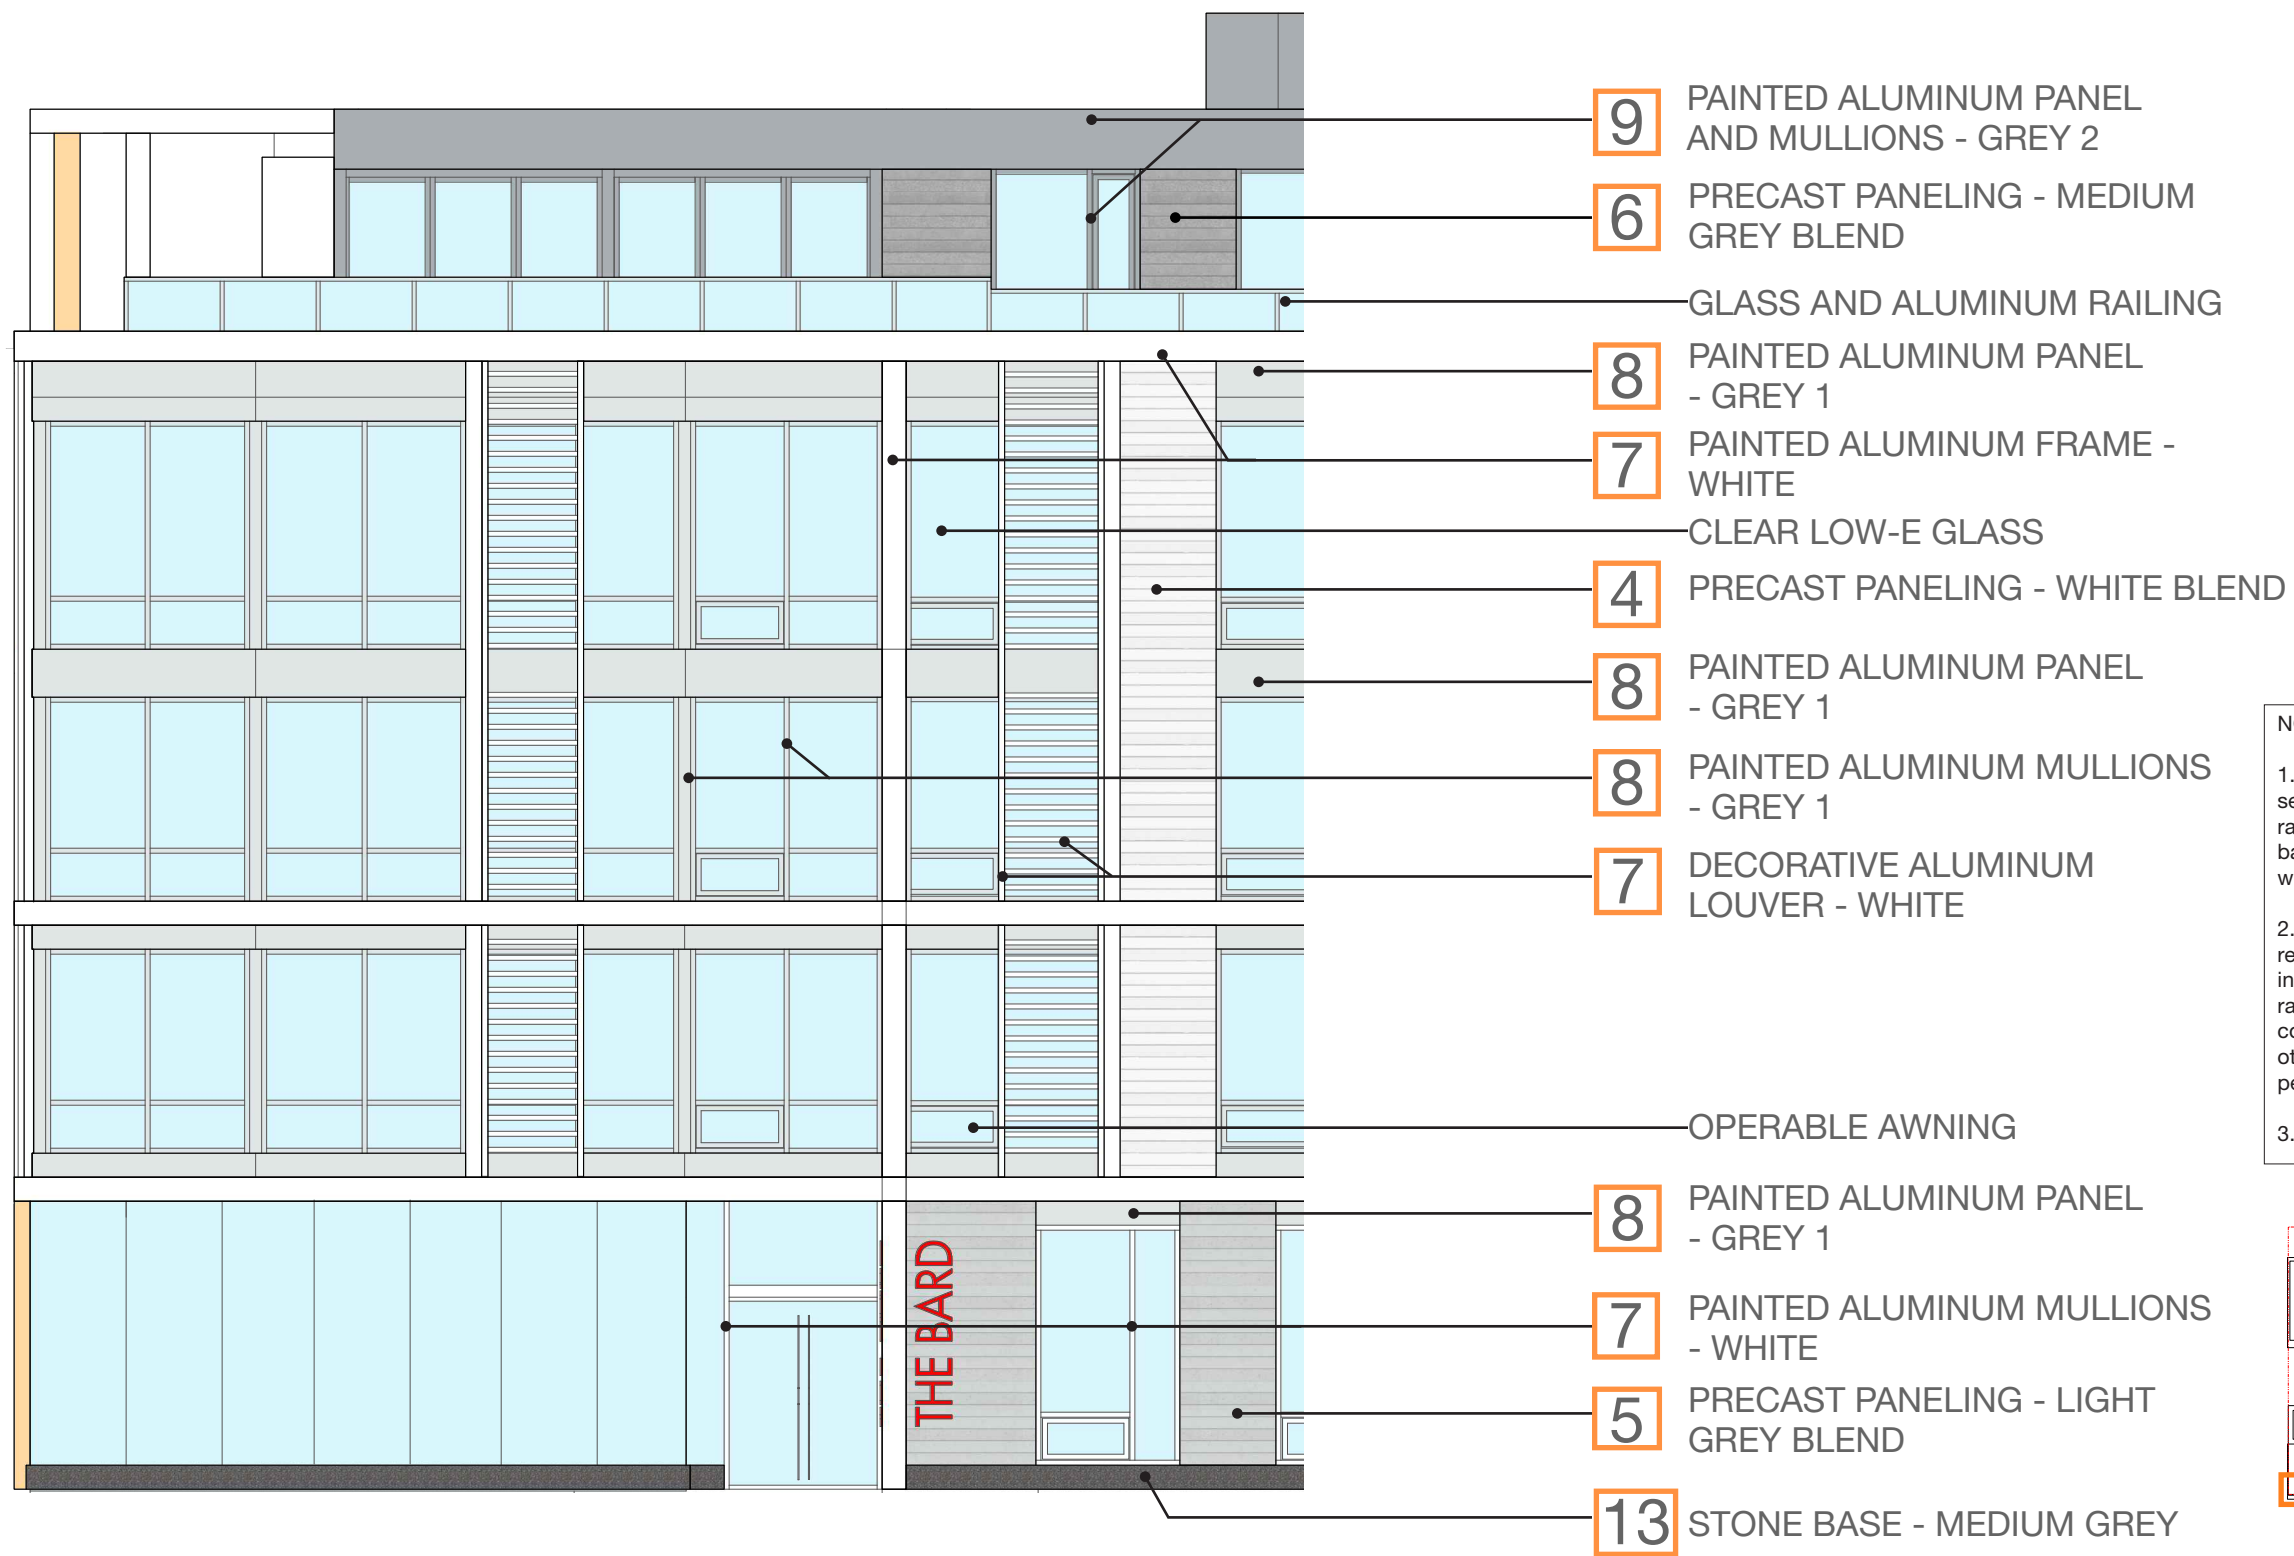 9 PAINTED ALUMINUM PANEL
AND MULLIONS - GREY 2
6 PRECAST PANELING - MEDIUM
GREY BLEND
GLASS AND ALUMINUM RAILING
8 PAINTED ALUMINUM PANEL
- GREY 1
7 PAINTED ALUMINUM FRAME -
WHITE
CLEAR LOW-E GLASS
4 PRECAST PANELING - WHITE BLEND
8 PAINTED ALUMINUM PANEL
- GREY 1
8 PAINTED ALUMINUM MULLIONS
- GREY 1
7 DECORATIVE ALUMINUM
LOUVER - WHITE
OPERABLE AWNING
8 PAINTED ALUMINUM PANEL
- GREY 1
7 PAINTED ALUMINUM MULLIONS
- WHITE
5 PRECAST PANELING - LIGHT
GREY BLEND
13 STONE BASE - MEDIUM GREY
THE BARD
1.
2.
3.